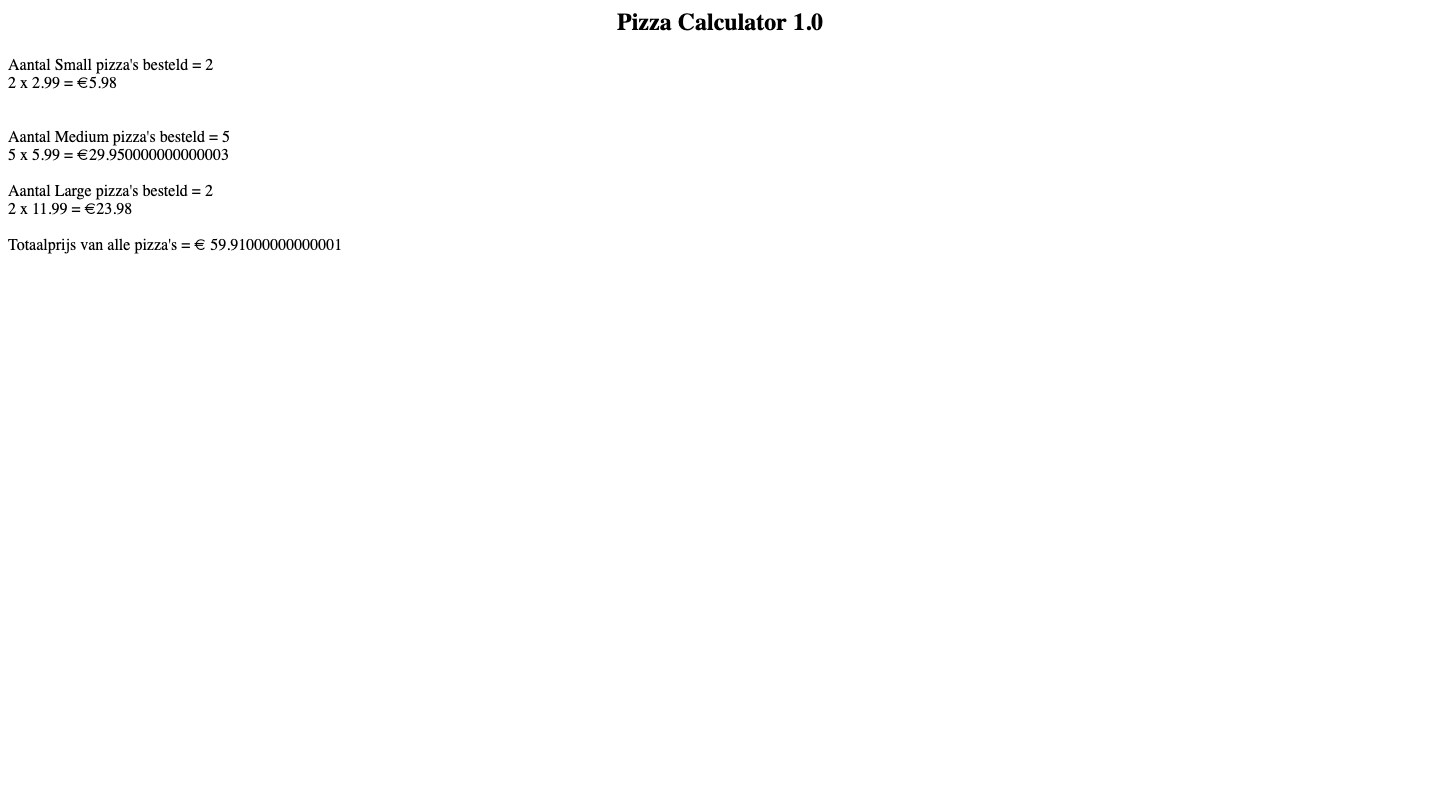 Pizza Calculator 1.0
Aantal Small pizza's besteld = 2
2 x 2.99 = €5.98
Aantal Medium pizza's besteld = 5
5 x 5.99 = €29.950000000000003
Aantal Large pizza's besteld = 2
2 x 11.99 = €23.98
Totaalprijs van alle pizza's = € 59.91000000000001